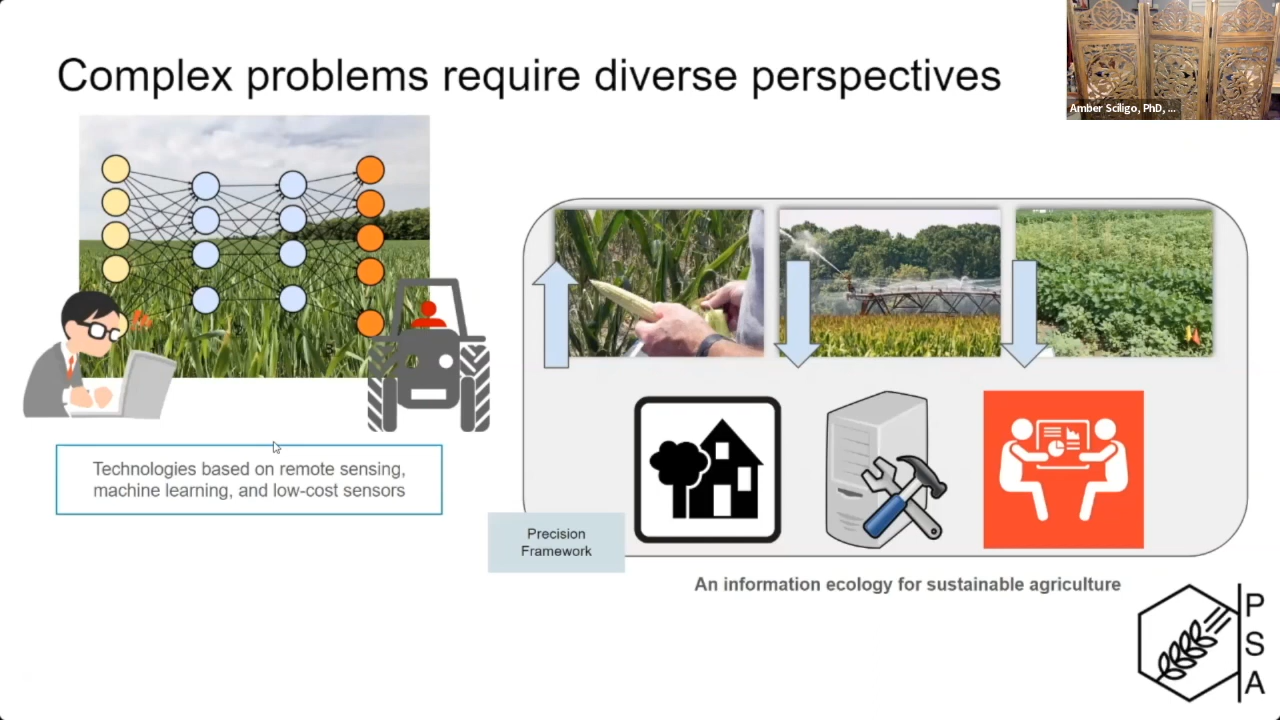 Complex problems require diverse perspectives
Amber Sciligo, PhD, ...
Technologies based on remote sensing,
machine learning, and low-cost sensors
Precision
Framework
An information ecology for sustainable agriculture
P
S
A